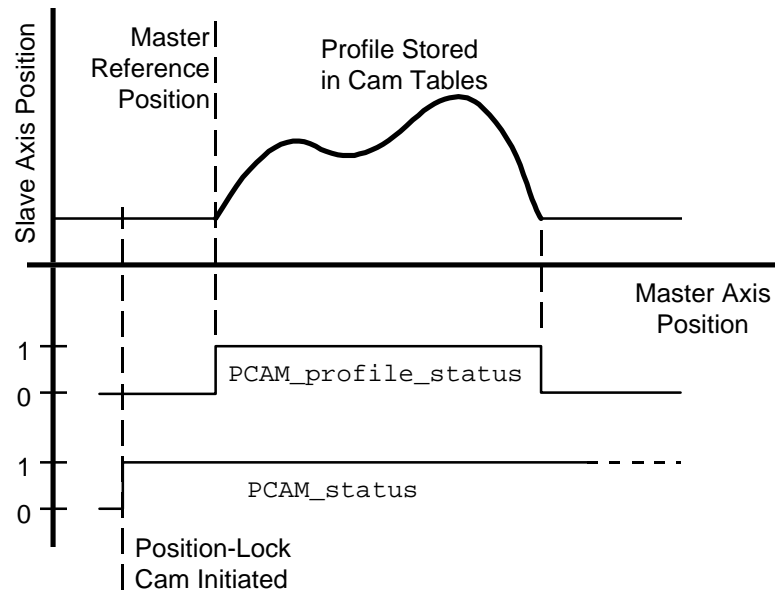 Master
Reference
Position
Profile Stored
in Cam Tables
Slave Axis Position
Master Axis
Position
1
PCAM_profile_status
0
1
PCAM_status
0
Position-Lock
Cam Initiated